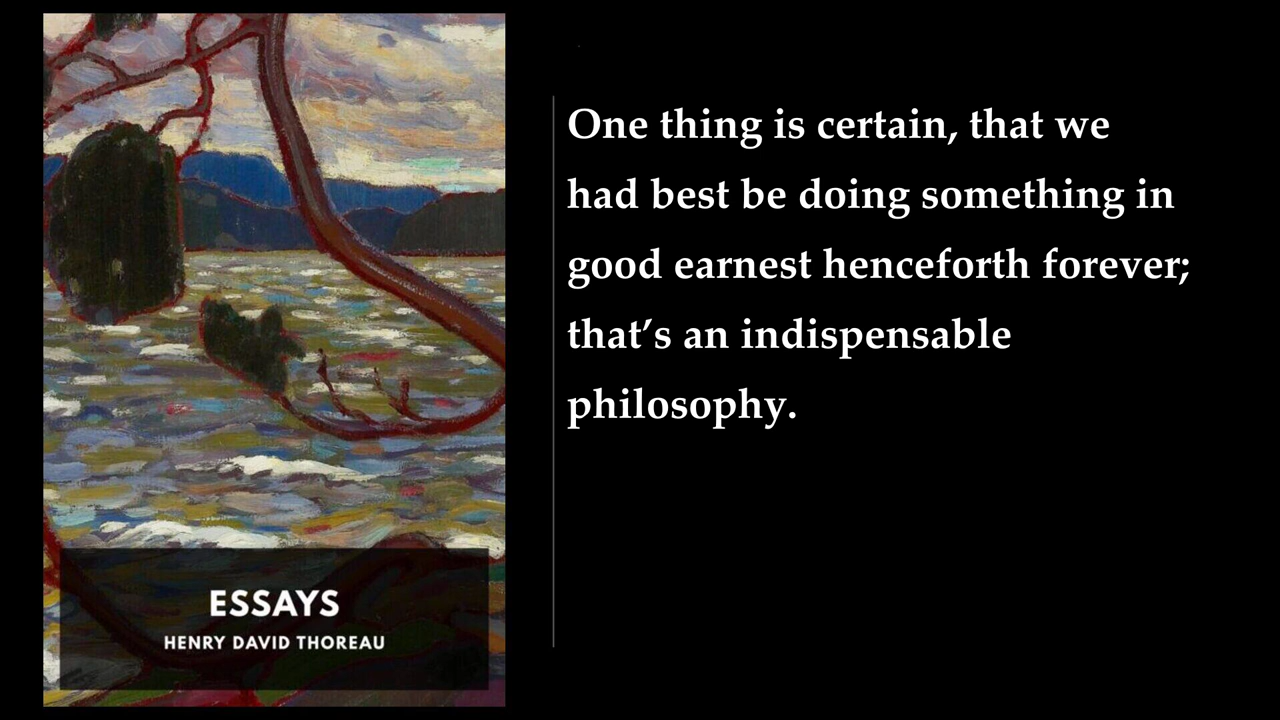 ESSAYS
HENRY DAVID THOREAU
One thing is certain, that we
had best be doing something in
good earnest henceforth forever;
that’s an indispensable
philosophy.